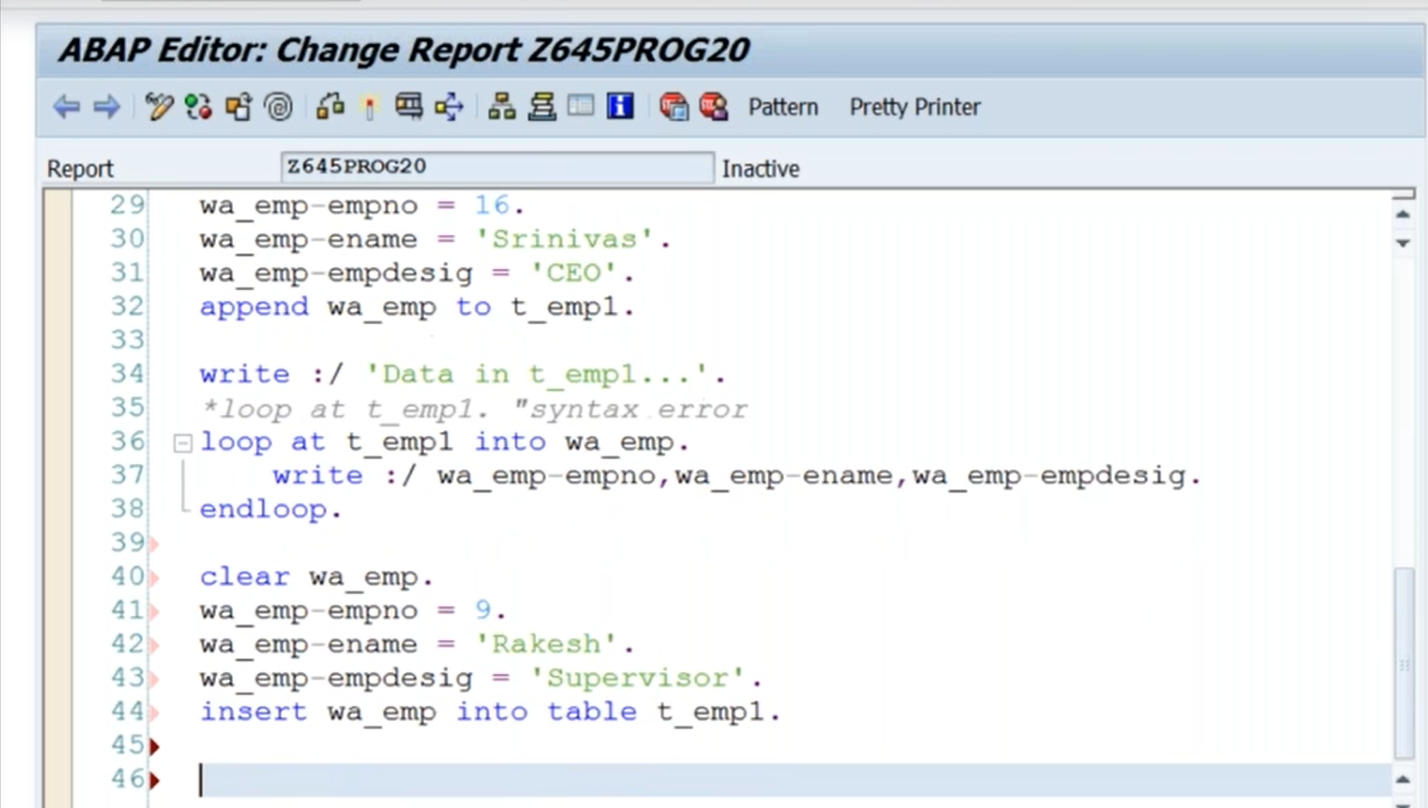 ABAP Editor: Change Report Z645PROG20
Pattern Pretty Printer
Report Z645PROG20 Inactive
29 wa_emp-empno = 16.
30 wa_emp-ename = 'Srinivas'.
31 wa_emp-empdesig = 'CEO'.
32 append wa_emp to t_emp1.
33
34 write :/ 'Data in t_emp1...'.
35 *loop at t_emp1. "syntax error
36 loop at t_emp1 into wa_emp.
37 write :/ wa_emp-empno,wa_emp-ename,wa_emp-empdesig.
38 endloop.
39
40 clear wa_emp.
41 wa_emp-empno = 9.
42 wa_emp-ename = 'Rakesh'.
43 wa_emp-empdesig = 'Supervisor'.
44 insert wa_emp into table t_emp1.
45
46